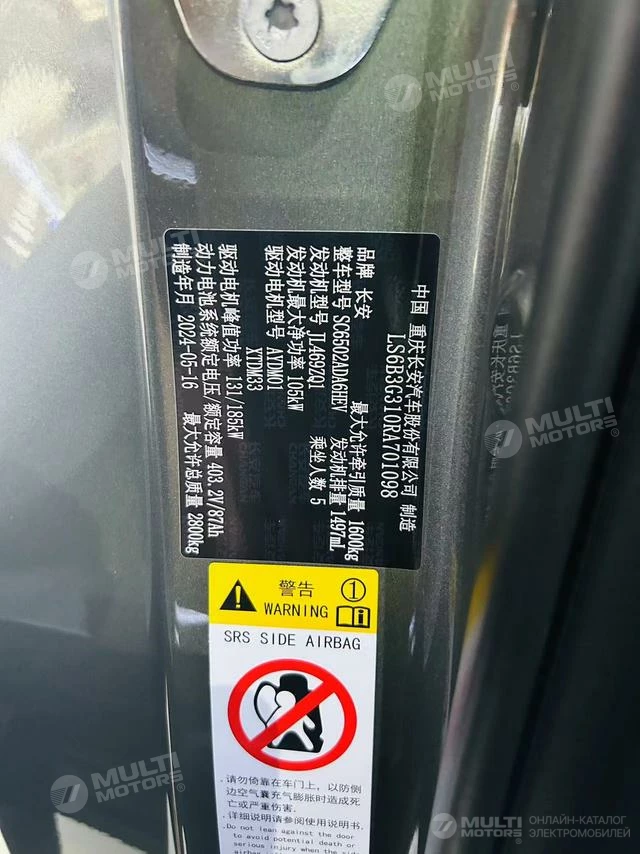 MULTI
MOTORS®
中国 重庆长安汽车股份有限公司 制造
LS6B3G310RAV01098
品牌 长安 最大允许牵引质量 1600kg
整车型号 SC6502ADA6HEV 发动机排量 1497mL
发动机型号 JL469ZQ1 乘坐人数 5
发动机最大净功率 105kW
驱动电机型号 AYDM01
XTDM33
驱动电机峰值功率 131/185kW
动力电池系统额定电压/额定容量 403.2V/87Ah
制造年月 2024-05-16 最大允许总质量 2800kg
警告 ①
WARNING
SRS SIDE AIRBAG
.请勿倚靠在车门上，以防侧
边空气囊充气膨胀时造成死
亡或严重伤害.
.详细说明请参阅使用说明书.
.Do not lean against the door
to avoid potential death or
serious injury when the side
airbag
MULTI
MOTORS®
MULTI
MOTORS
ОНЛАЙН-КАТАЛОГ
ЭЛЕКТРОМОБИЛЕЙ